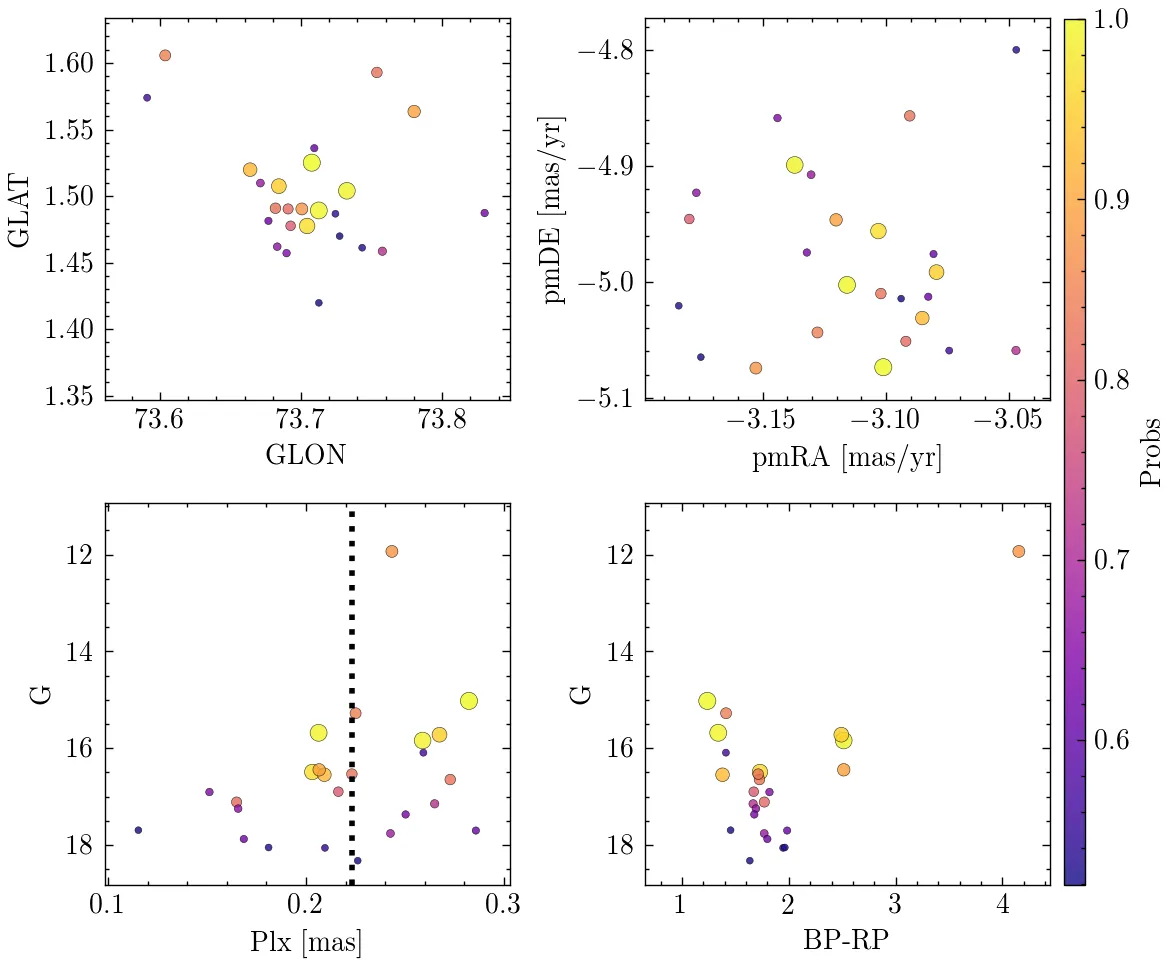 1.60
1.55
1.50
1.45
1.40
1.35
GLAT
73.6 73.7 73.8
GLON
−4.8
−4.9
−5.0
−5.1
pmDE [mas/yr]
−3.15 −3.10 −3.05
pmRA [mas/yr]
1.0
0.9
0.8
0.7
0.6
Probs
12
14
16
18
G
0.1 0.2 0.3
Plx [mas]
12
14
16
18
G
1 2 3 4
BP-RP